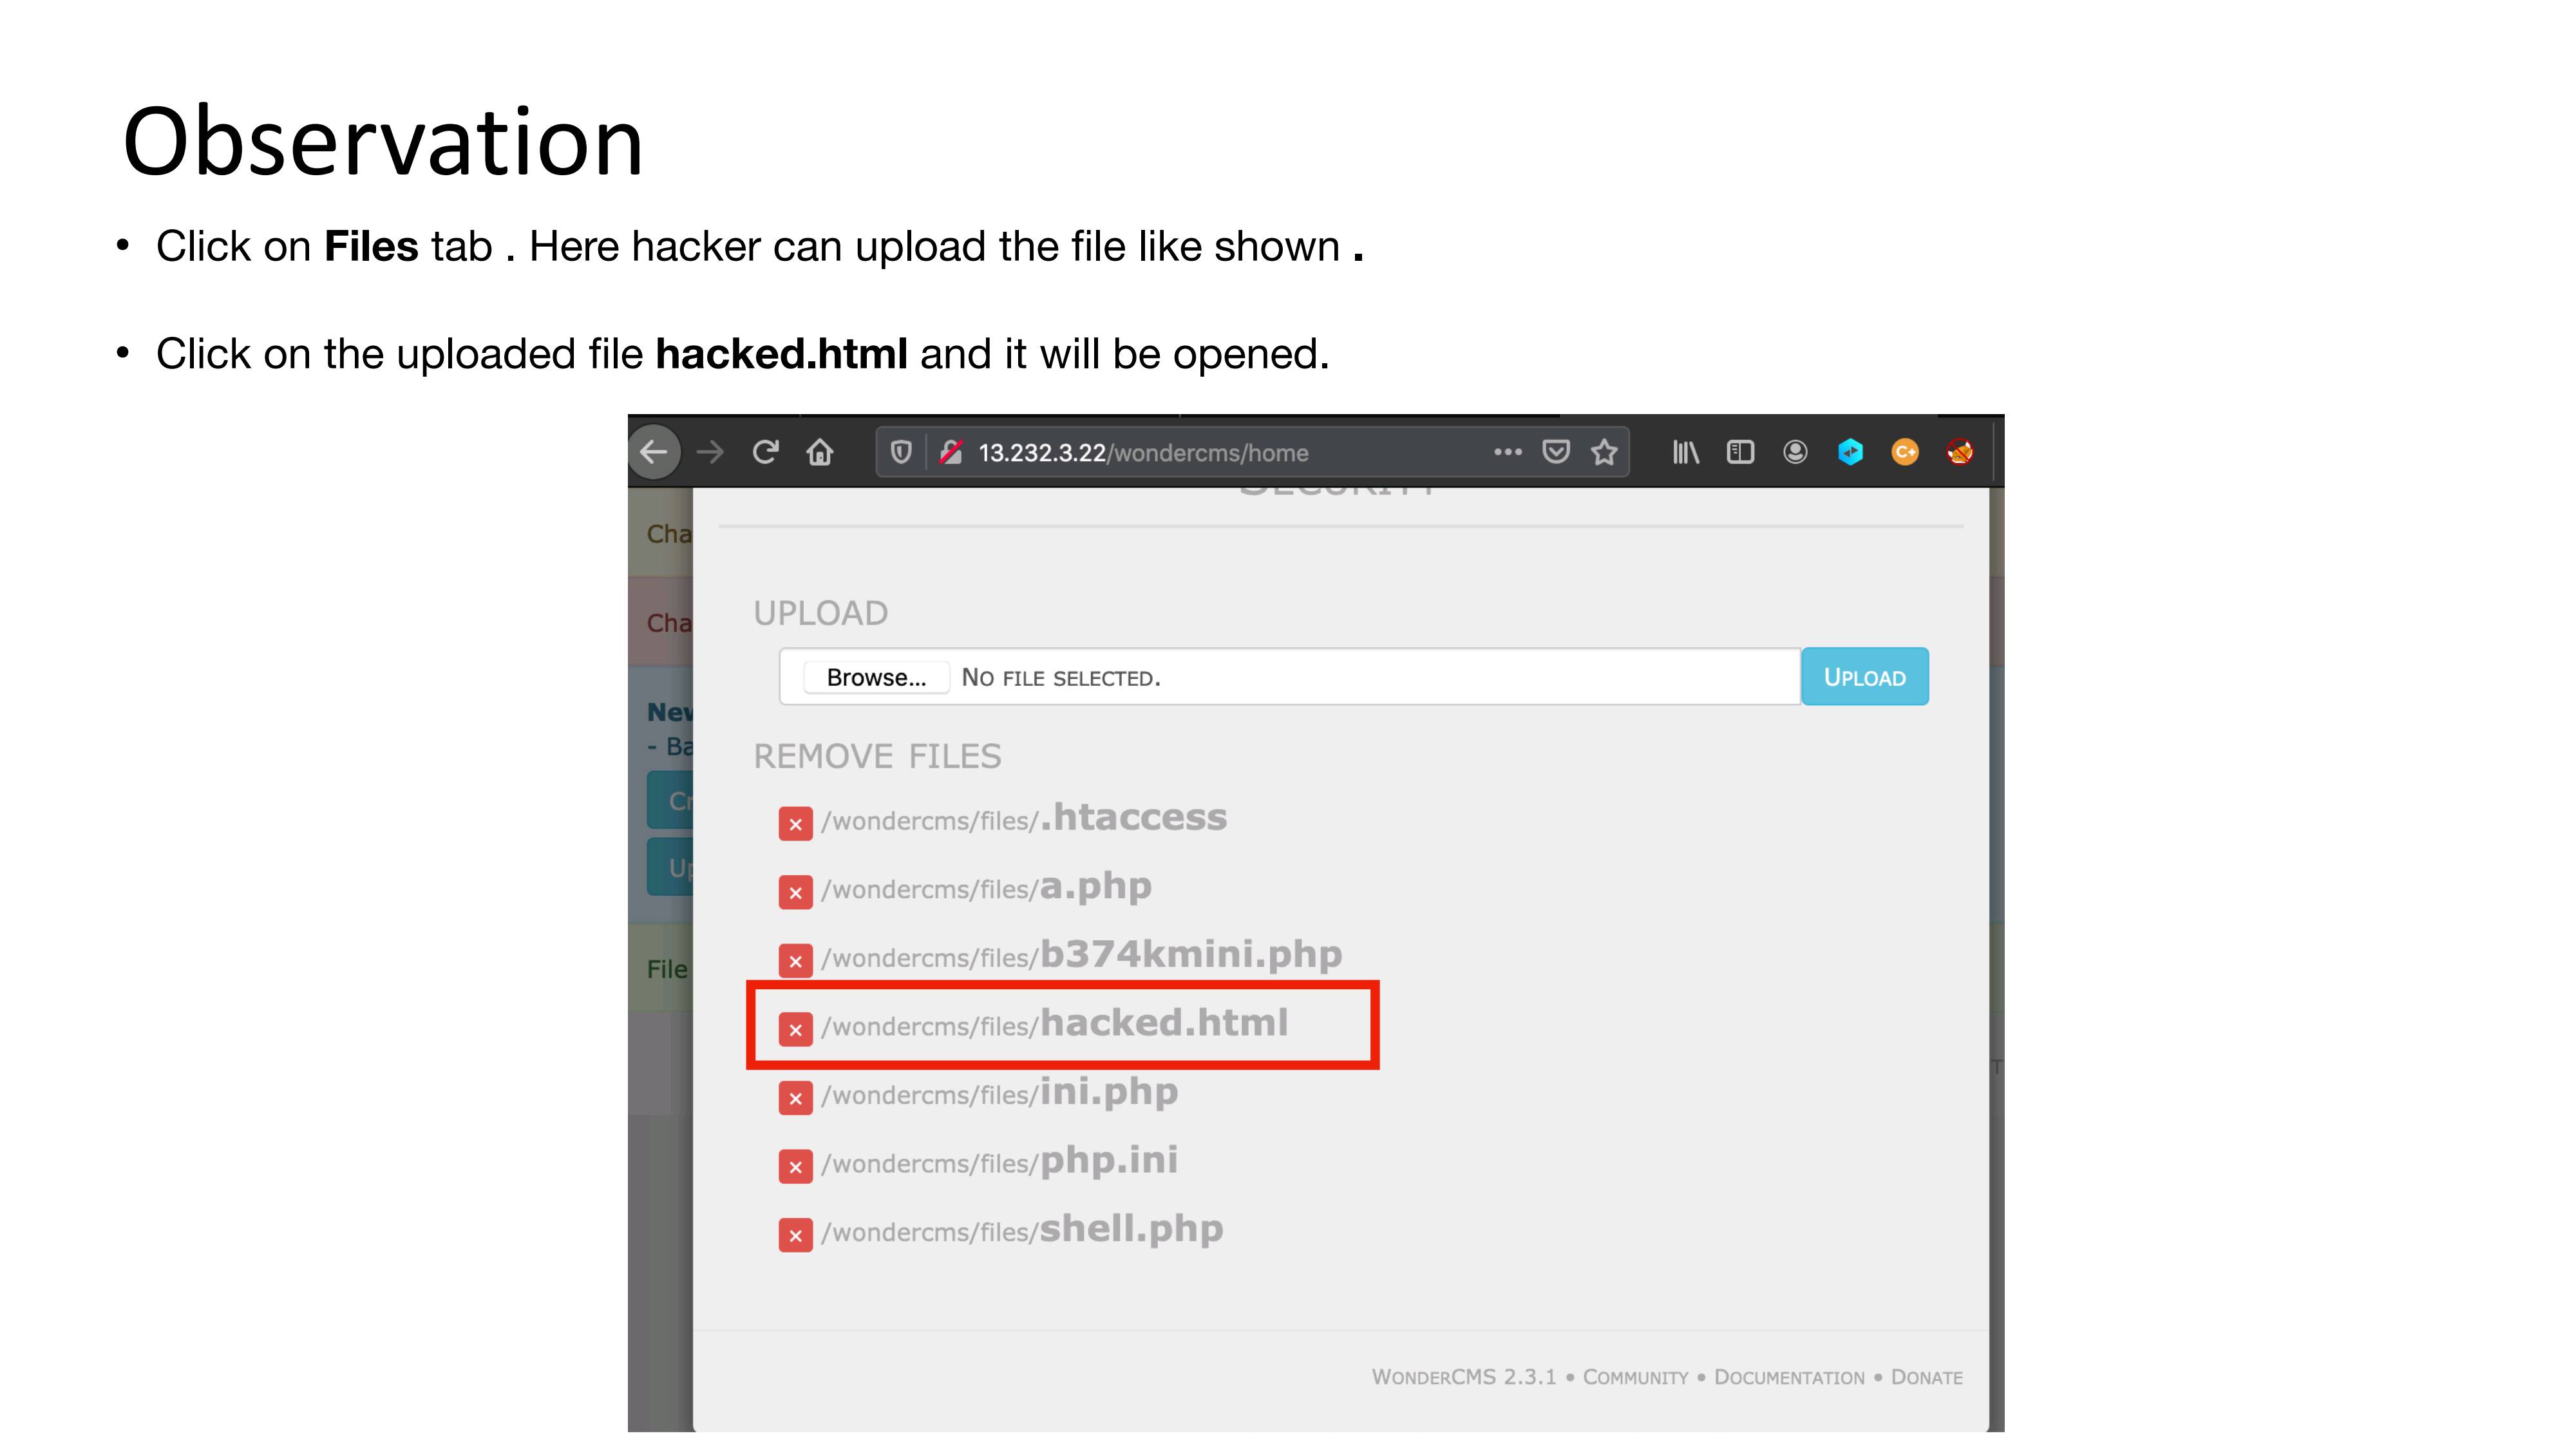 Observation
• Click on Files tab . Here hacker can upload the file like shown .
• Click on the uploaded file hacked.html and it will be opened.
13.232.3.22/wondercms/home
C+
SECURITY
Cha
UPLOAD
Cha
Browse... NO FILE SELECTED. UPLOAD
New
- Ba
REMOVE FILES
Cr
× /wondercms/files/.htaccess
Up
× /wondercms/files/a.php
× /wondercms/files/b374kmini.php
File
× /wondercms/files/hacked.html
T
× /wondercms/files/ini.php
× /wondercms/files/php.ini
× /wondercms/files/shell.php
WONDERCMS 2.3.1 • COMMUNITY • DOCUMENTATION • DONATE